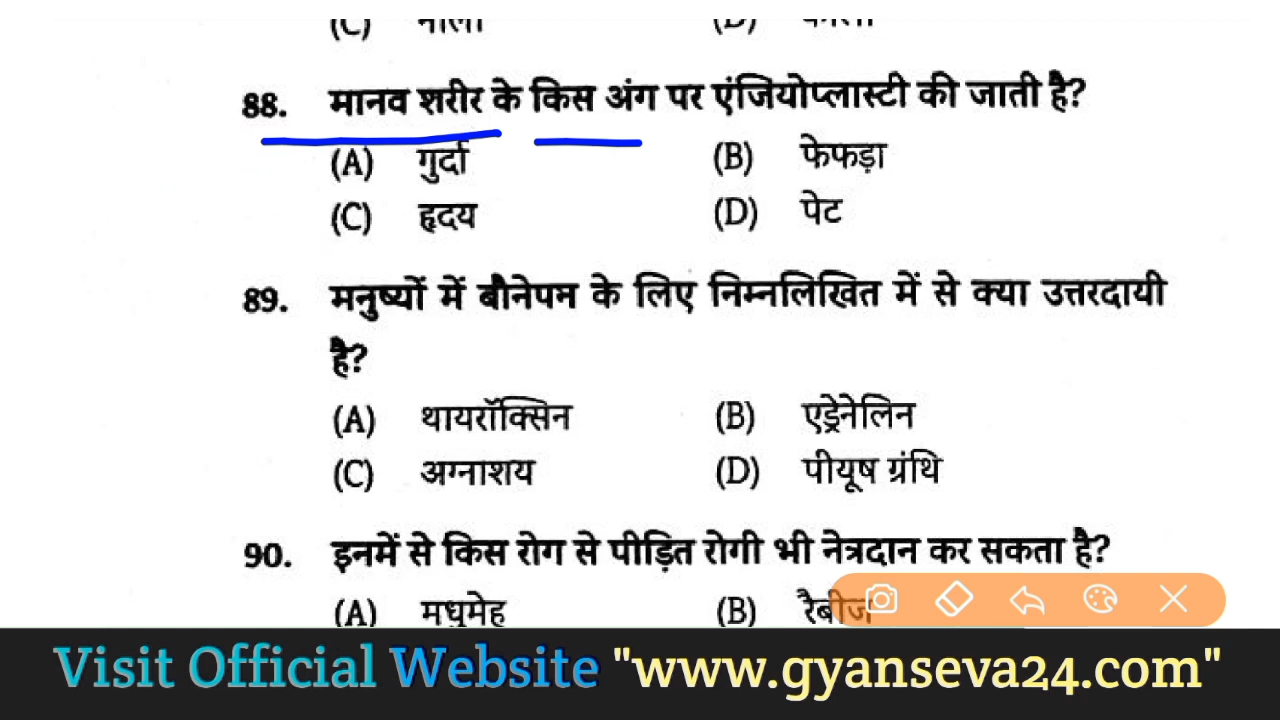 (C) नीला (D) काला
88. मानव शरीर के किस अंग पर एंजियोप्लास्टी की जाती है?
(A) गुर्दा (B) फेफड़ा
(C) हृदय (D) पेट
89. मनुष्यों में बौनेपन के लिए निम्नलिखित में से क्या उत्तरदायी
है?
(A) थायरॉक्सिन (B) एड्रेनेलिन
(C) अग्नाशय (D) पीयूष ग्रंथि
90. इनमें से किस रोग से पीड़ित रोगी भी नेत्रदान कर सकता है?
(A) मधुमेह (B) रैबीज
Visit Official Website "www.gyanseva24.com"